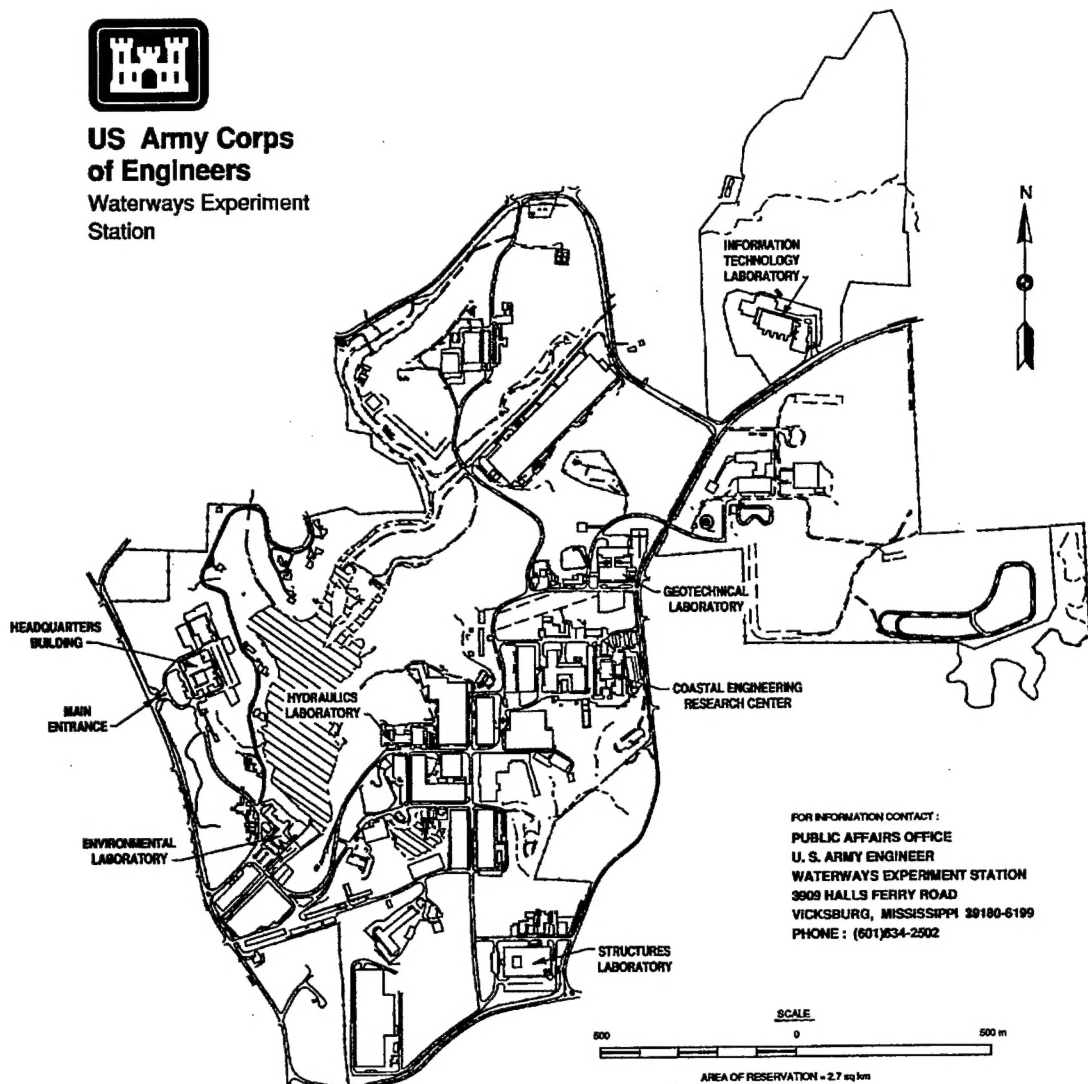 US Army Corps
of Engineers
Waterways Experiment
Station
N
INFORMATION
TECHNOLOGY
LABORATORY
GEOTECHNICAL
LABORATORY
HEADQUARTERS
BUILDING
MAIN
ENTRANCE
HYDRAULICS
LABORATORY
COASTAL ENGINEERING
RESEARCH CENTER
ENVIRONMENTAL
LABORATORY
STRUCTURES
LABORATORY
FOR INFORMATION CONTACT :
PUBLIC AFFAIRS OFFICE
U. S. ARMY ENGINEER
WATERWAYS EXPERIMENT STATION
3909 HALLS FERRY ROAD
VICKSBURG, MISSISSIPPI 39180-6199
PHONE : (601)634-2502
SCALE
500 0 500 m
AREA OF RESERVATION = 2.7 sq km